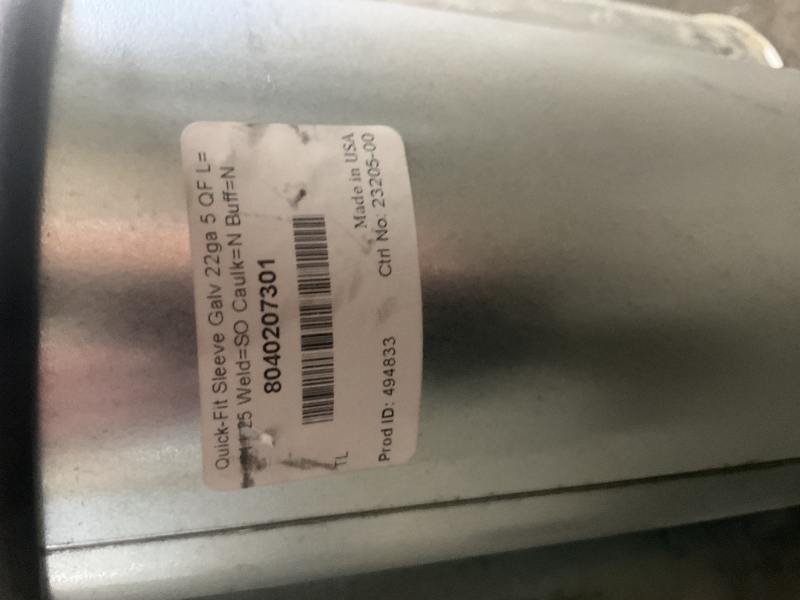 Quick-Fit Sleeve Galv 22ga 5 QF L=
25 Weld=SO Caulk=N Buff=N
8040207301
TL
Made in USA
Prod ID: 494833 Ctrl No: 23205-00